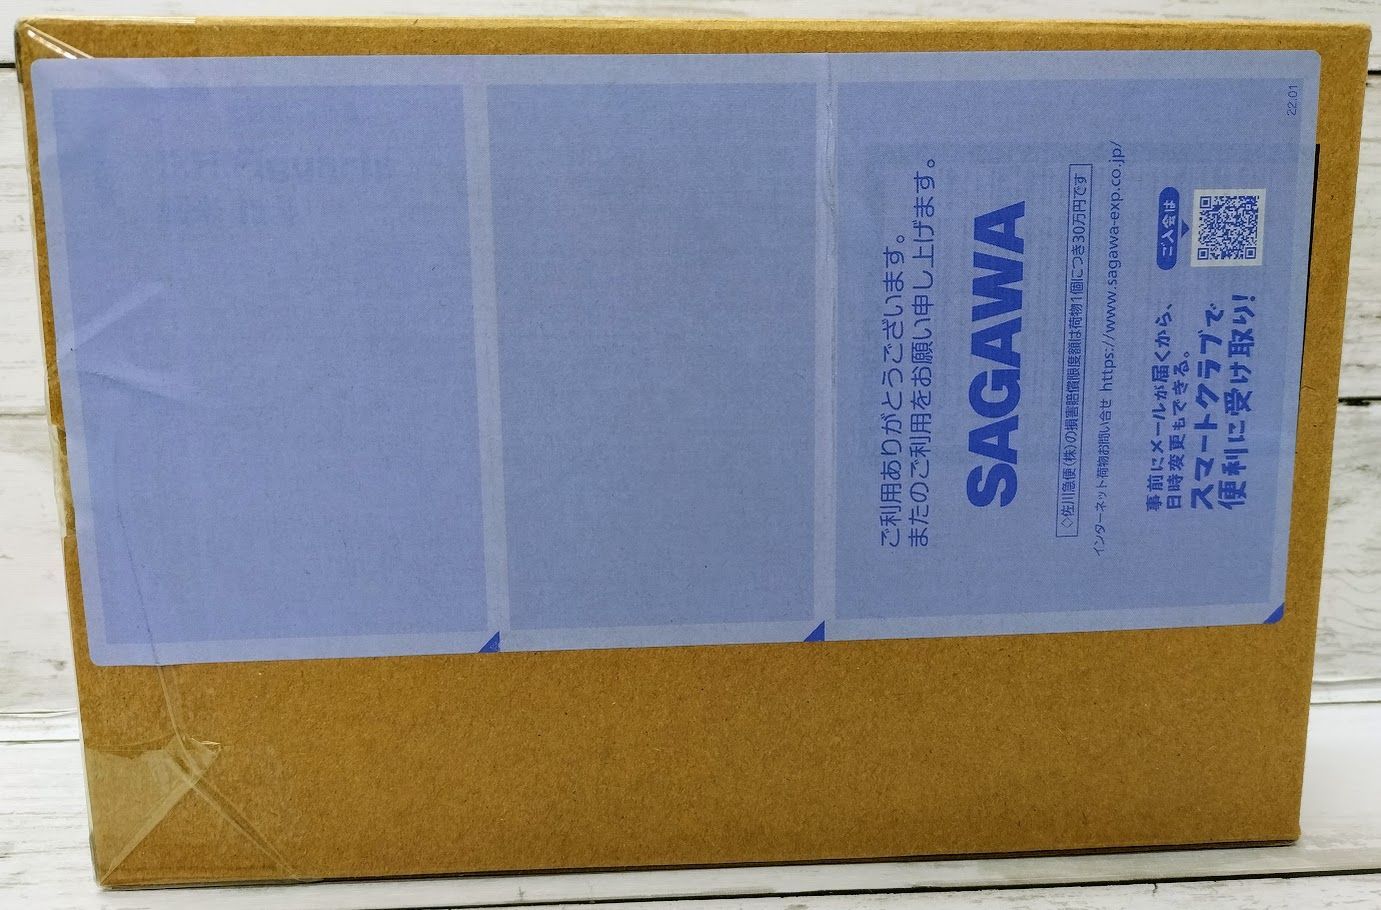 ご利用ありがとうございます。
またのご利用をお願い申し上げます。
SAGAWA
◇佐川急便(株)の損害賠償限度額は荷物1個につき30万円です
インターネット荷物お問い合せ https://www.sagawa-exp.co.jp/
事前にメールが届くから、
日時変更もできる。
スマートクラブで
便利に受け取り!
ご入会は
22.01